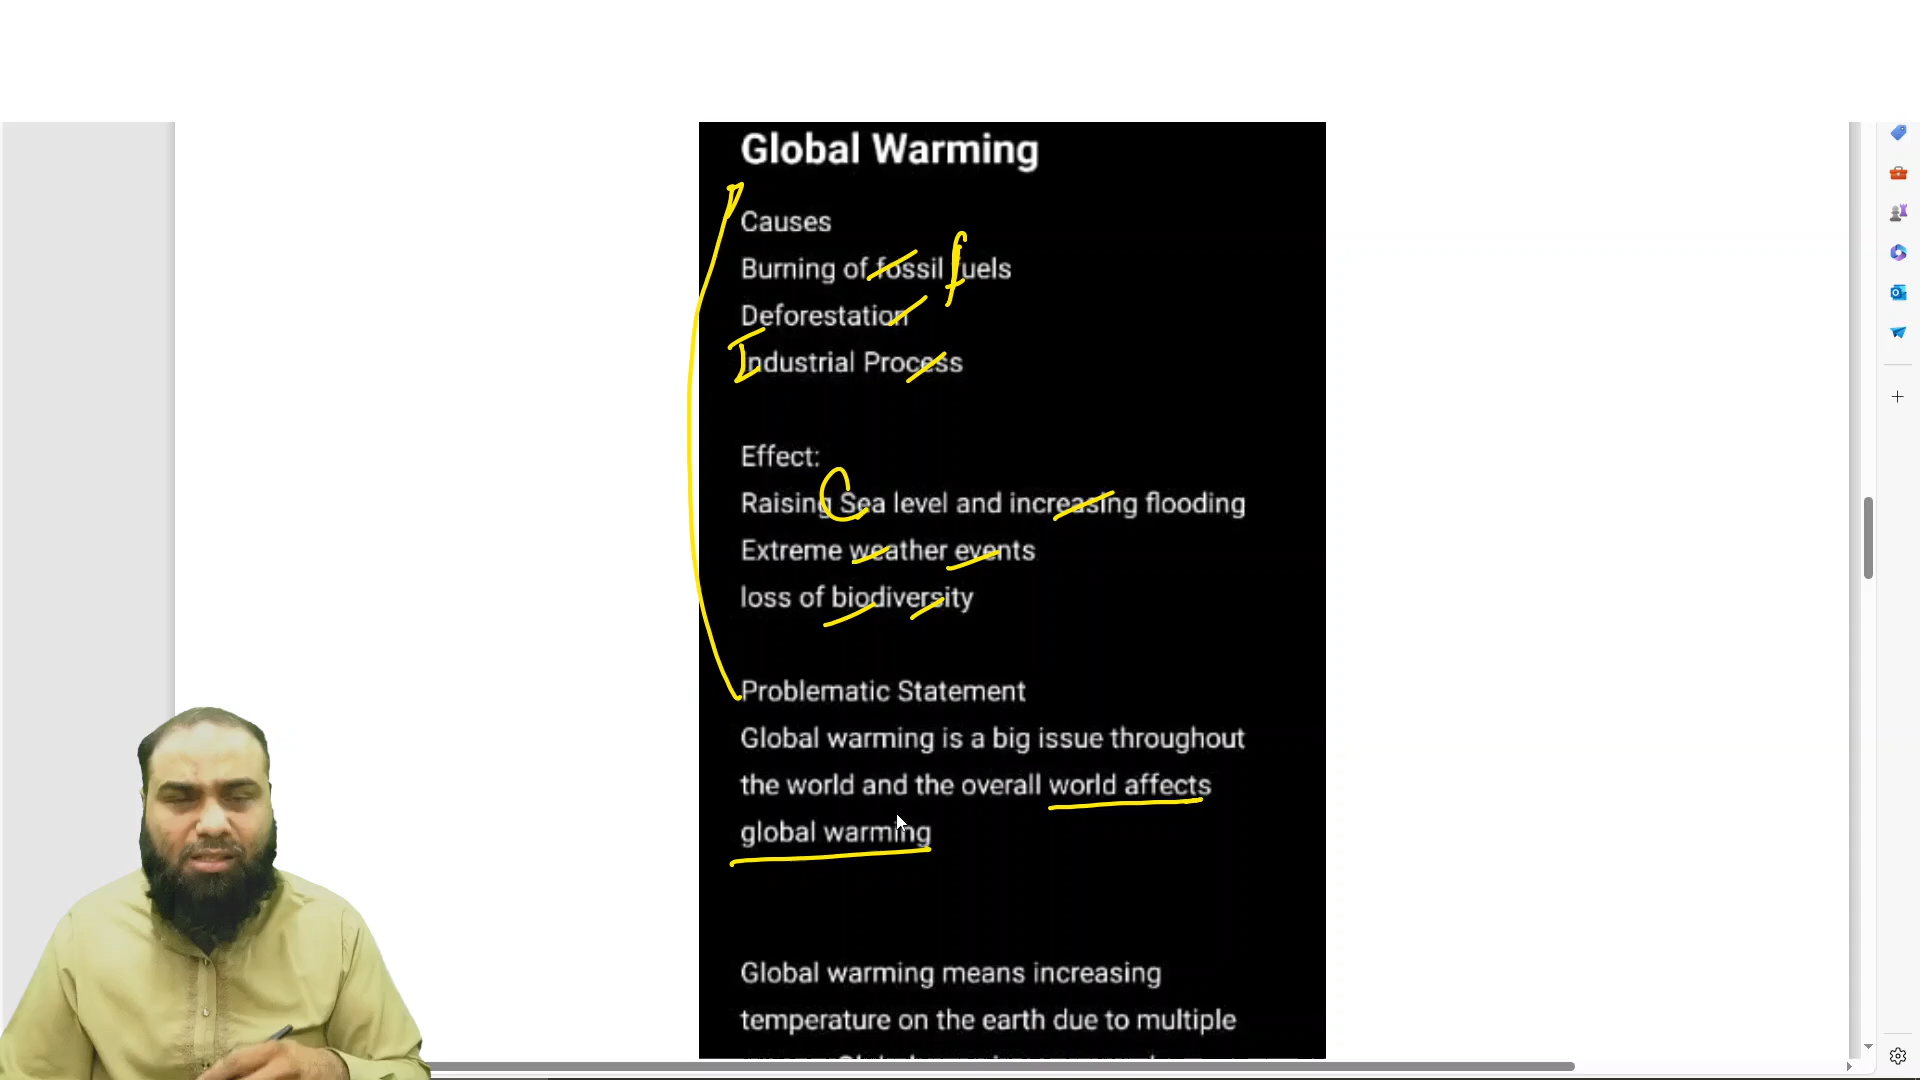 Global Warming
Causes
Burning of fossil fuels
Deforestation
Industrial Process
Effect:
Raising Sea level and increasing flooding
Extreme weather events
loss of biodiversity
Problematic Statement
Global warming is a big issue throughout
the world and the overall world affects
global warming
Global warming means increasing
temperature on the earth due to multiple